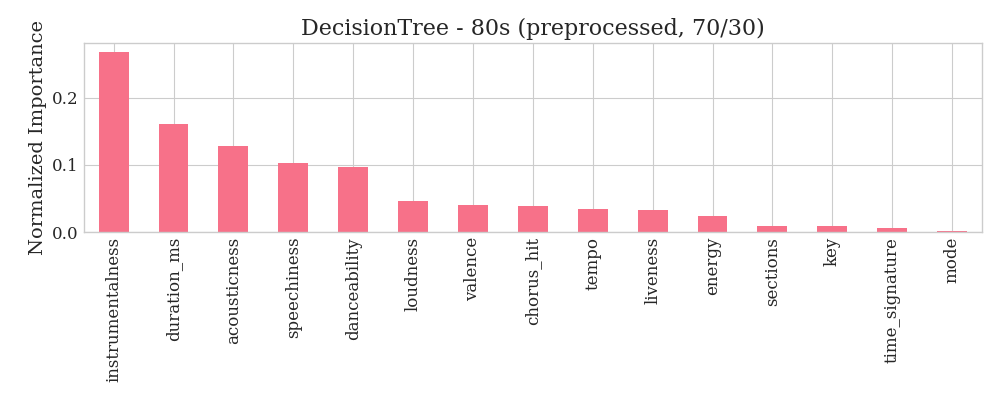 DecisionTree - 80s (preprocessed, 70/30)
Normalized Importance
0.2
0.1
0.0
instrumentalness
duration_ms
acousticness
speechiness
danceability
loudness
valence
chorus_hit
tempo
liveness
energy
sections
key
time_signature
mode